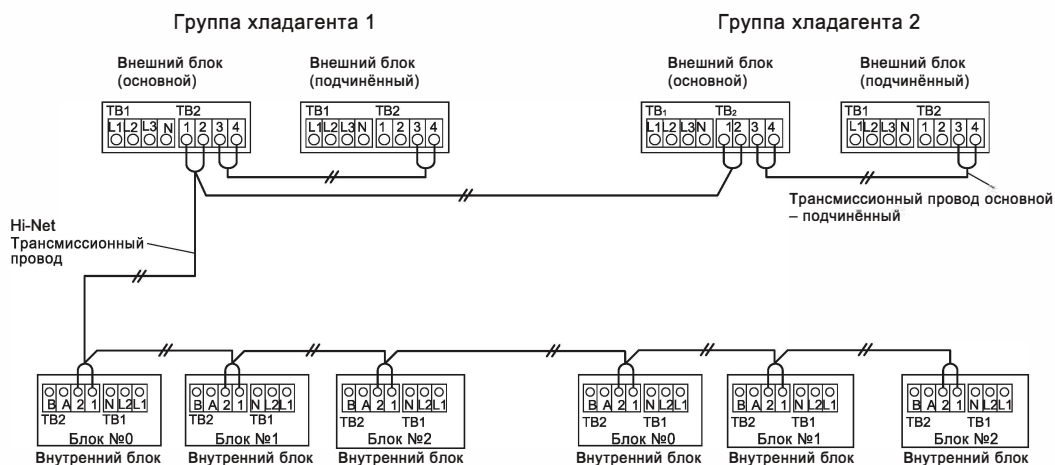 Группа хладагента 1 Группа хладагента 2
Внешний блок (основной) Внешний блок (подчинённый) Внешний блок (основной) Внешний блок (подчинённый)
TB1 TB2 TB1 TB2 TB1 TB2 TB1 TB2
L1 L2 L3 N 1 2 3 4 L1 L2 L3 N 1 2 3 4 L1 L2 L3 N 1 2 3 4 L1 L2 L3 N 1 2 3 4
Трансмиссионный провод основной
– подчинённый
Hi-Net
Трансмиссионный
провод
B A 2 1 N L2 L1 B A 2 1 N L2 L1 B A 2 1 N L2 L1 B A 2 1 N L2 L1 B A 2 1 N L2 L1 B A 2 1 N L2 L1
TB2 TB1 TB2 TB1 TB2 TB1 TB2 TB1 TB2 TB1 TB2 TB1
Блок №0 Блок №1 Блок №2 Блок №0 Блок №1 Блок №2
Внутренний блок Внутренний блок Внутренний блок Внутренний блок Внутренний блок Внутренний блок